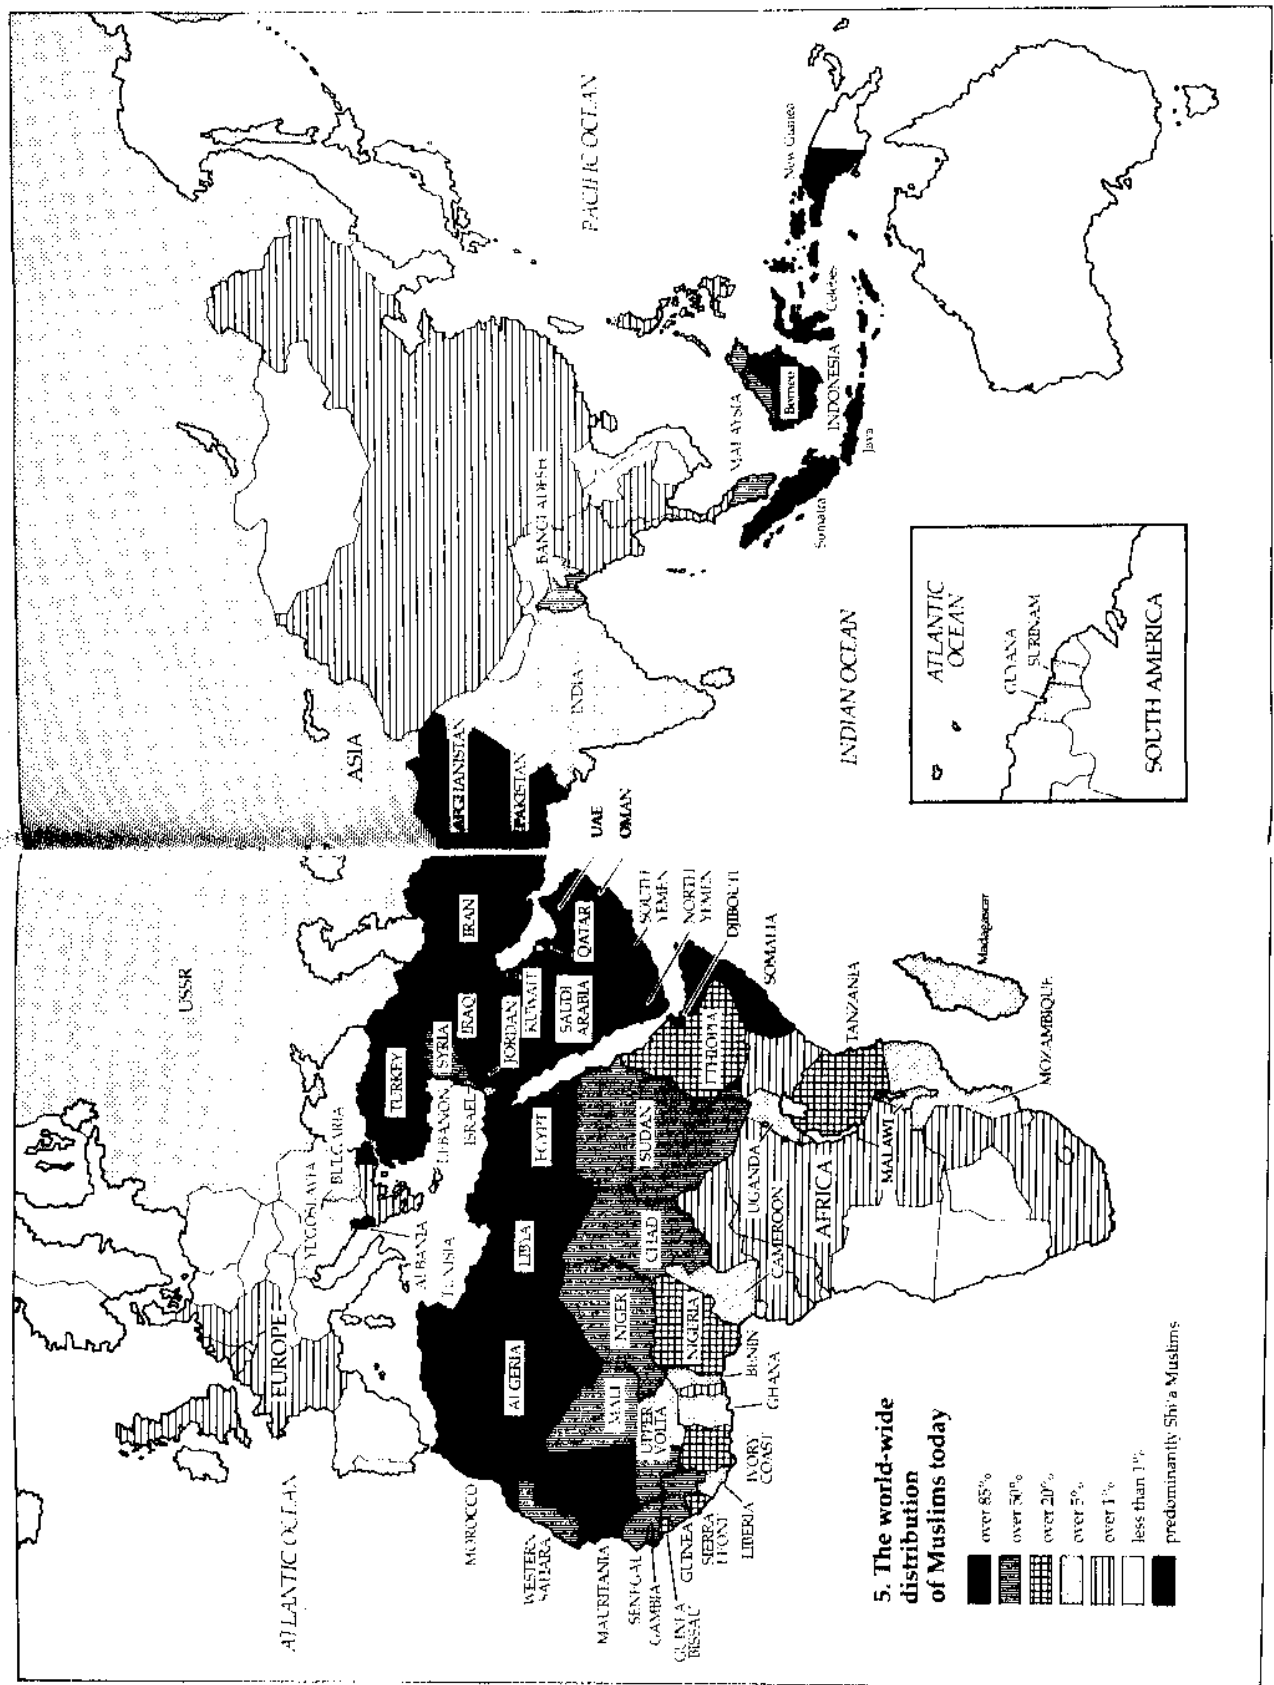 5. The world-wide
distribution
of Muslims today
over 85%
over 50%
over 20%
over 5%
over 1%
less than 1%
predominantly Shi'a Muslims
ATLANTIC OCEAN
EUROPE
YUGOSLAVIA
BULGARIA
ALBANIA
USSR
ASIA
PACIFIC OCEAN
MOROCCO
ALGERIA
TUNISIA
LIBYA
EGYPT
LEBANON
ISRAEL
TURKEY
SYRIA
IRAQ
JORDAN
KUWAIT
SAUDI
ARABIA
IRAN
QATAR
AFGHANISTAN
PAKISTAN
UAE
OMAN
SOUTH
YEMEN
NORTH
YEMEN
DJIBOUTI
SOMALIA
INDIA
BANGLADESH
MALAYSIA
Borneo
INDONESIA
Celebes
New Guinea
Java
Sumatra
INDIAN OCEAN
WESTERN
SAHARA
MAURITANIA
SENEGAL
GAMBIA
GUINEA
BISSAU
GUINEA
SIERRA
LEONE
LIBERIA
IVORY
COAST
UPPER
VOLTA
MALI
NIGER
NIGERIA
BENIN
GHANA
CHAD
SUDAN
ETHIOPIA
CAMEROON
UGANDA
AFRICA
MALAWI
TANZANIA
MOZAMBIQUE
Madagascar
ATLANTIC
OCEAN
GUYANA
SURINAM
SOUTH AMERICA